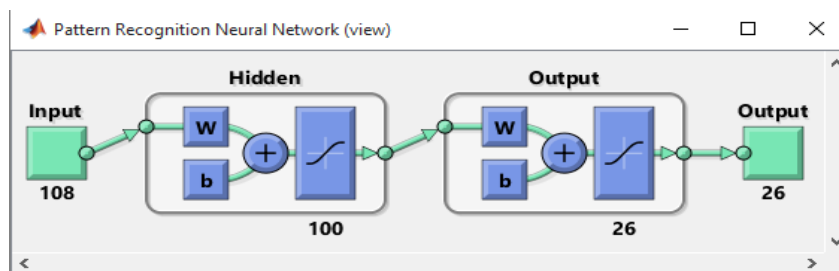 Pattern Recognition Neural Network (view)
Hidden Output
Input Output
W W
b b
108 100 26 26